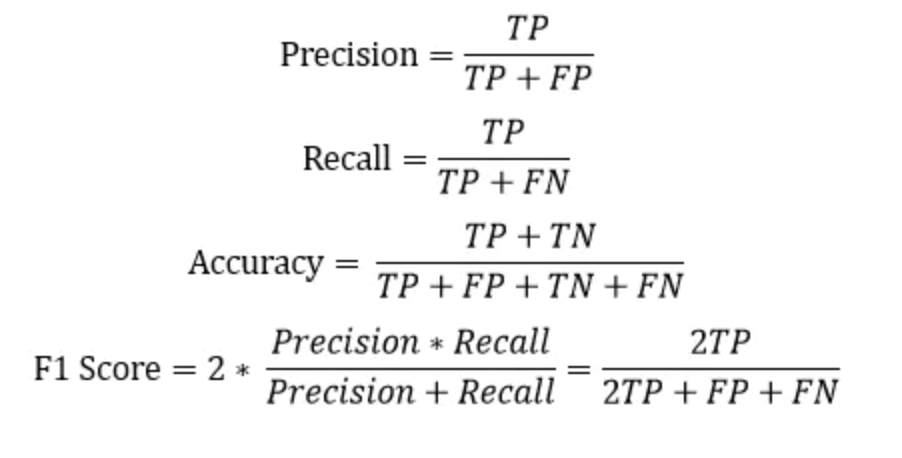 Precision = TP / TP + FP
Recall = TP / TP + FN
Accuracy = TP + TN / TP + FP + TN + FN
F1 Score = 2 * Precision * Recall / Precision + Recall = 2TP / 2TP + FP + FN